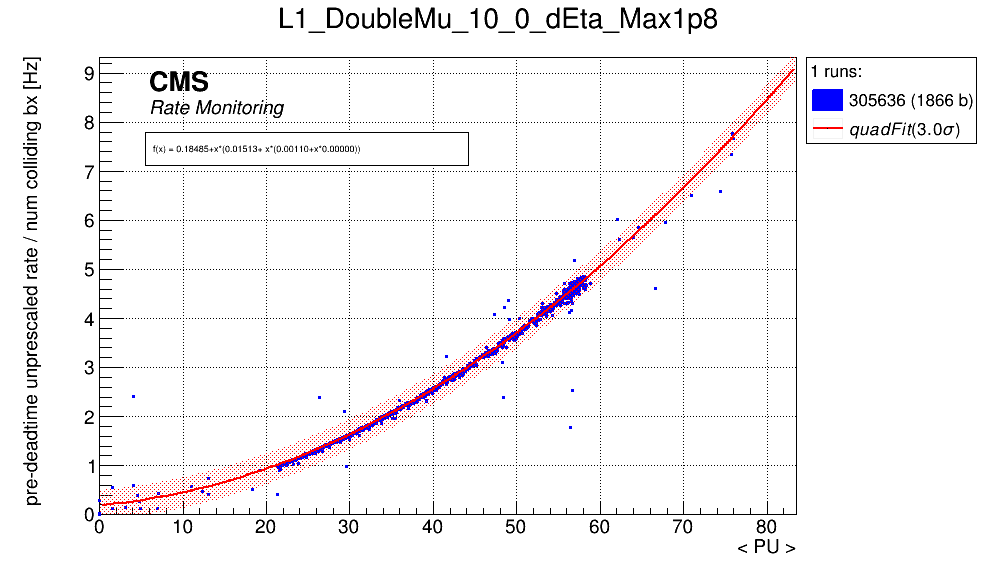 L1_DoubleMu_10_0_dEta_Max1p8
pre-deadtime unprescaled rate / num colliding bx [Hz]
CMS
Rate Monitoring
f(x) = 0.18485+x*(0.01513+ x*(0.00110+x*0.00000))
1 runs:
305636 (1866 b)
quadFit(3.0σ)
9
8
7
6
5
4
3
2
1
0
0 10 20 30 40 50 60 70 80
< PU >